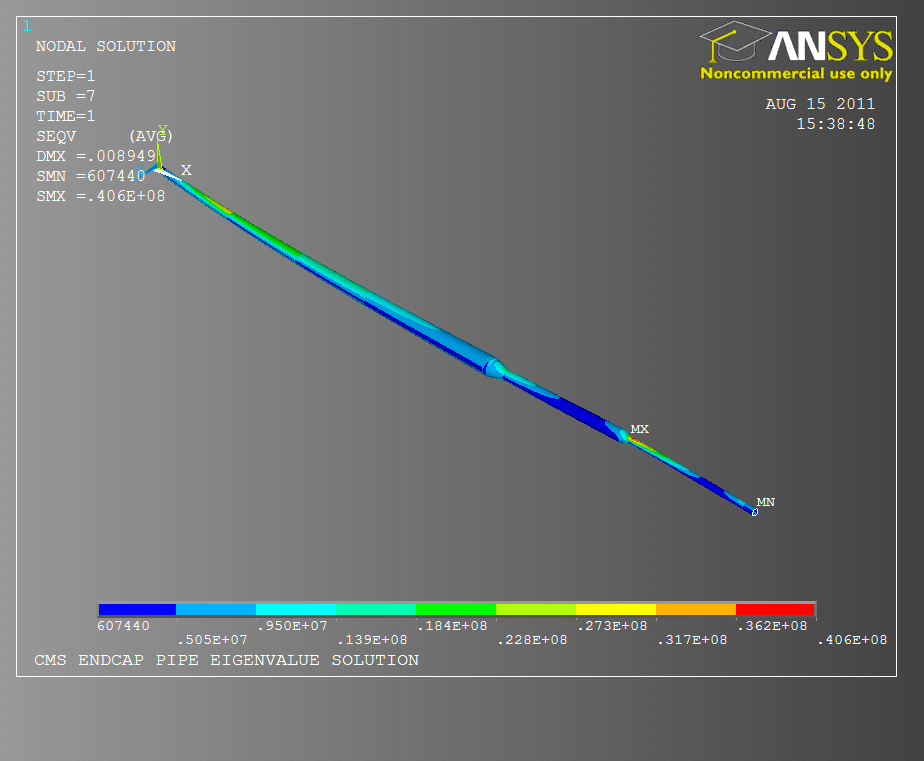 1
NODAL SOLUTION
STEP=1
SUB =7
TIME=1
SEQV (AVG)
DMX =.008949
SMN =607440
SMX =.406E+08
ANSYS
Noncommercial use only
AUG 15 2011
15:38:48
Y
X
MX
MN
607440 .950E+07 .184E+08 .273E+08 .362E+08
.505E+07 .139E+08 .228E+08 .317E+08 .406E+08
CMS ENDCAP PIPE EIGENVALUE SOLUTION